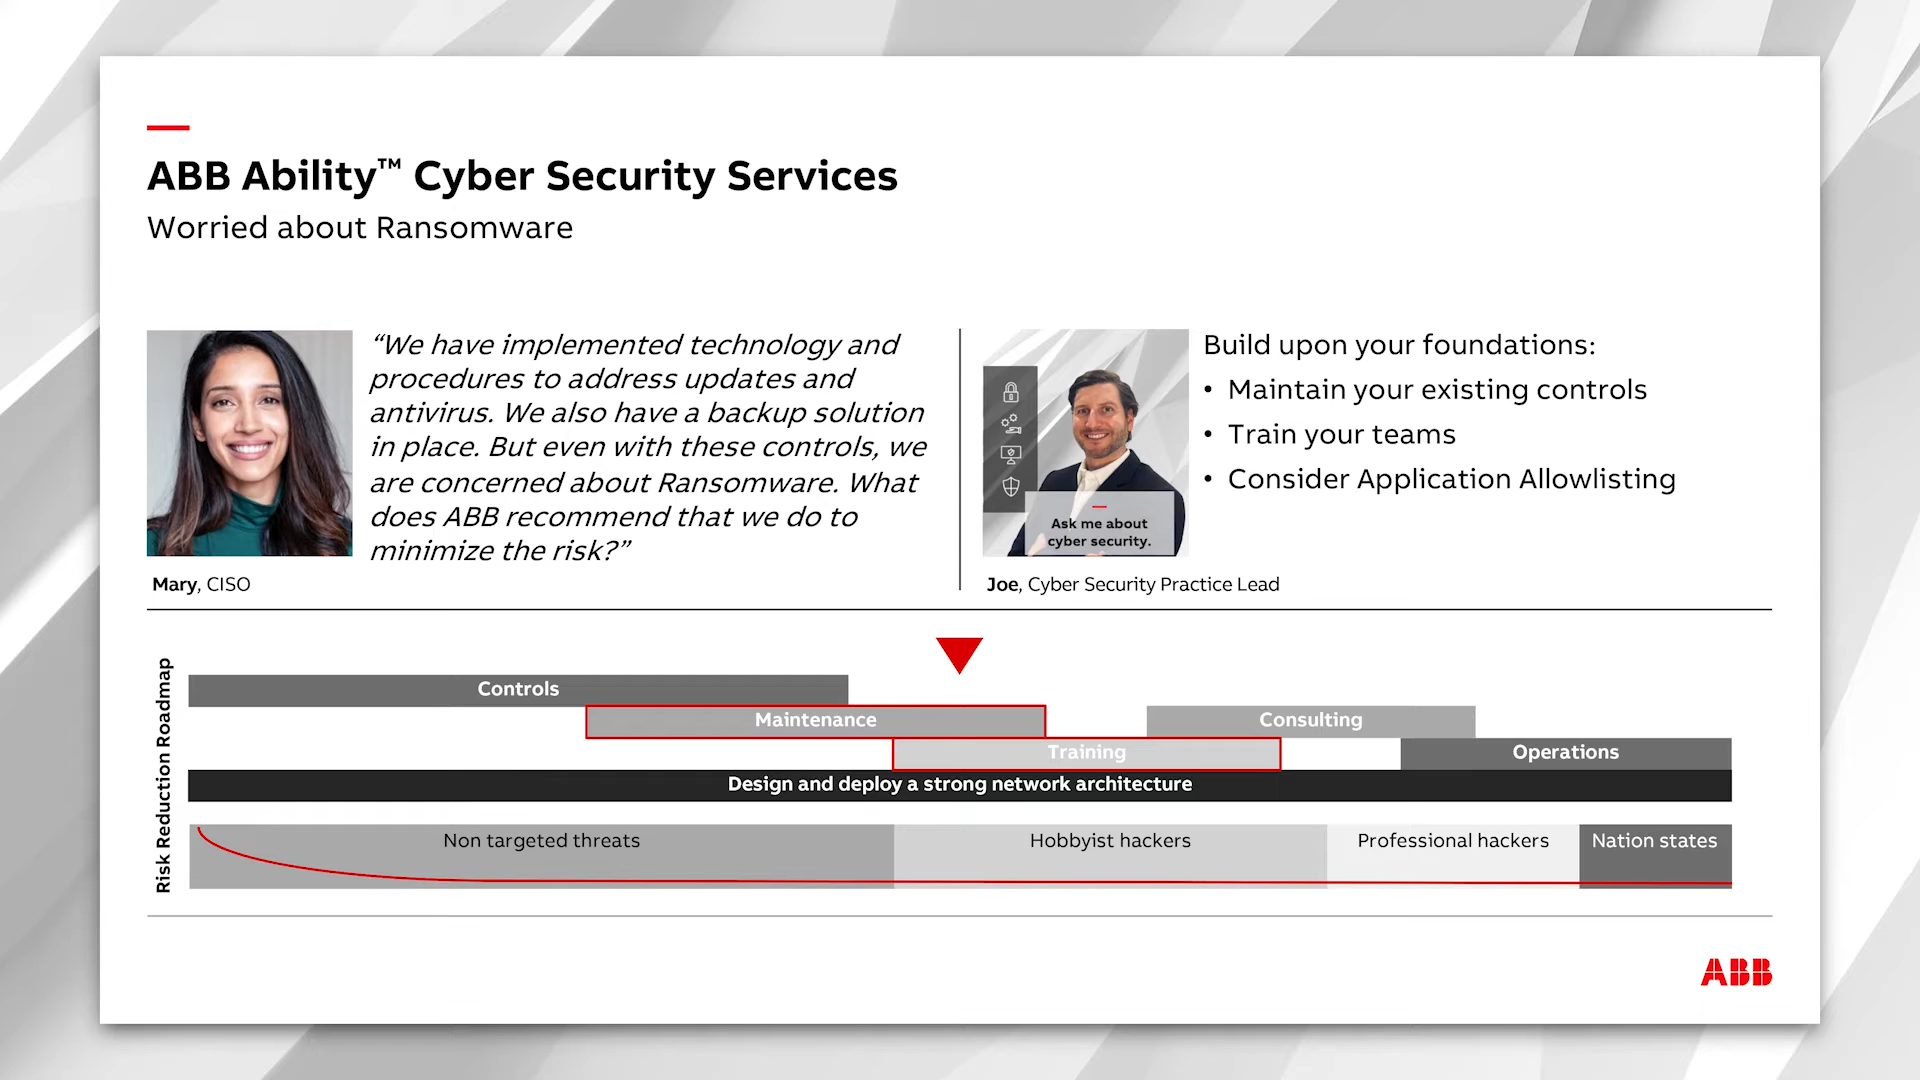 ABB Ability™ Cyber Security Services
Worried about Ransomware
“We have implemented technology and
procedures to address updates and
antivirus. We also have a backup solution
in place. But even with these controls, we
are concerned about Ransomware. What
does ABB recommend that we do to
minimize the risk?”
Mary, CISO
Build upon your foundations:
• Maintain your existing controls
• Train your teams
• Consider Application Allowlisting
Ask me about
cyber security.
Joe, Cyber Security Practice Lead
Risk Reduction Roadmap
Controls
Maintenance
Consulting
Training
Operations
Design and deploy a strong network architecture
Non targeted threats
Hobbyist hackers
Professional hackers
Nation states
ABB